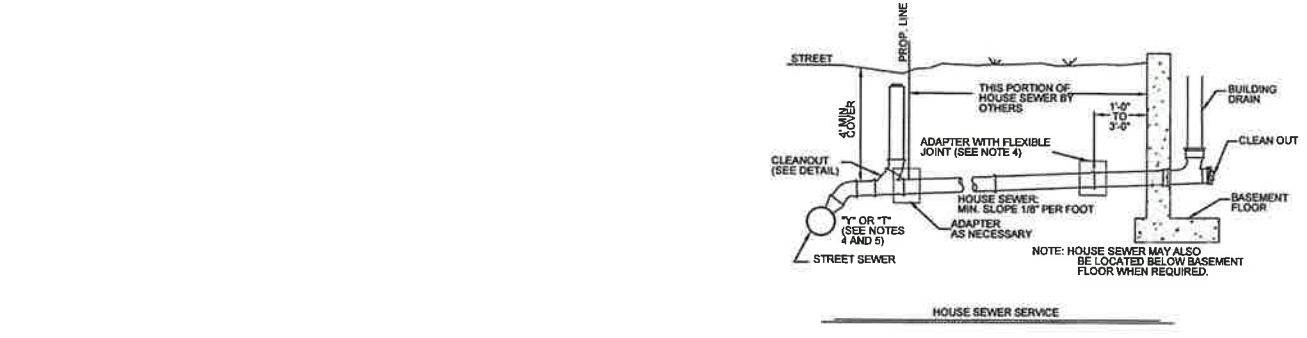 PROP. LINE
STREET
THIS PORTION OF
HOUSE SEWER BY
OTHERS
BUILDING
DRAIN
1'-0"
TO
3'-0"
4' MIN.
COVER
ADAPTER WITH FLEXIBLE
JOINT (SEE NOTE 4)
CLEAN OUT
CLEANOUT
(SEE DETAIL)
HOUSE SEWER:
MIN. SLOPE 1/8" PER FOOT
BASEMENT
FLOOR
"Y" OR "T"
(SEE NOTES
4 AND 5)
ADAPTER
AS NECESSARY
STREET SEWER
NOTE: HOUSE SEWER MAY ALSO
BE LOCATED BELOW BASEMENT
FLOOR WHEN REQUIRED.
HOUSE SEWER SERVICE